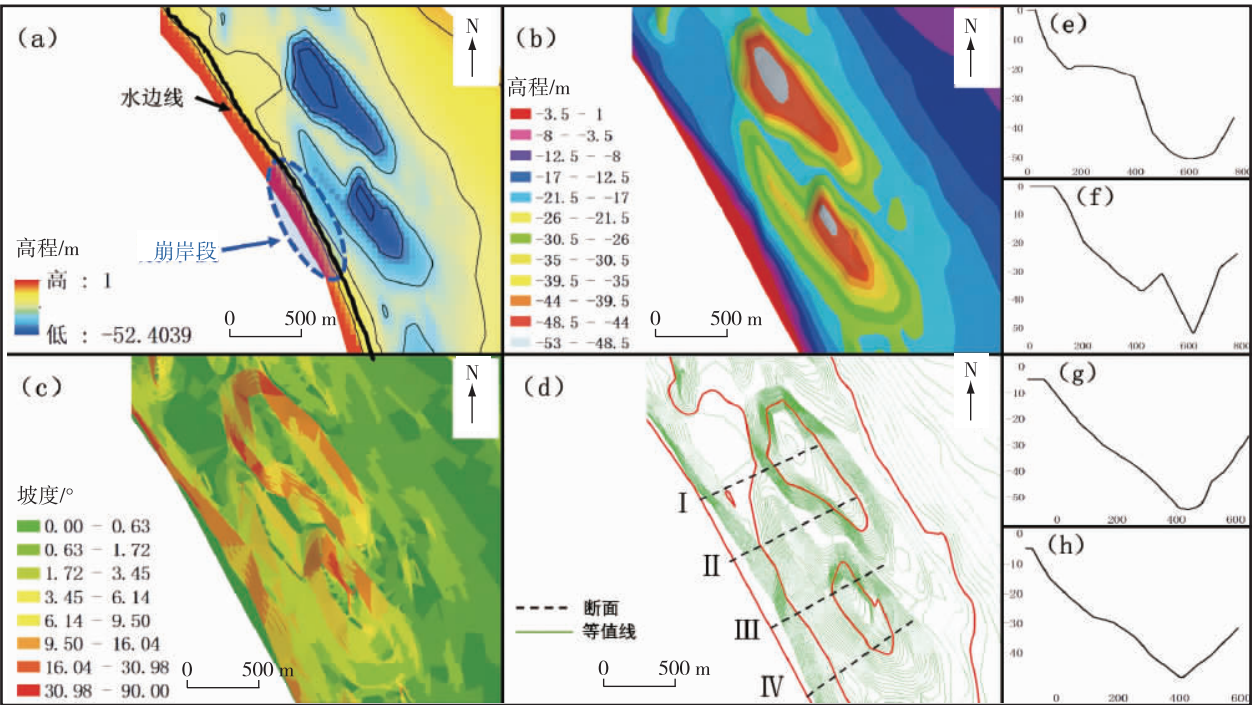 (a)
N
水边线
崩岸段
高程/m
高 : 1
低 : -52.4039
0 500 m
(b)
N
高程/m
-3.5 - 1
-8 - -3.5
-12.5 - -8
-17 - -12.5
-21.5 - -17
-26 - -21.5
-30.5 - -26
-35 - -30.5
-39.5 - -35
-44 - -39.5
-48.5 - -44
-53 - -48.5
0 500 m
(c)
N
坡度/°
0.00 - 0.63
0.63 - 1.72
1.72 - 3.45
3.45 - 6.14
6.14 - 9.50
9.50 - 16.04
16.04 - 30.98
30.98 - 90.00
0 500 m
(d)
N
I
II
III
IV
断面
等值线
0 500 m
(e)
0
10
20
30
40
50
0 200 400 600 800
(f)
0
10
20
30
40
50
0 200 400 600 800
(g)
0
10
20
30
40
50
0 200 400 600
(h)
0
10
20
30
40
0 200 400 600